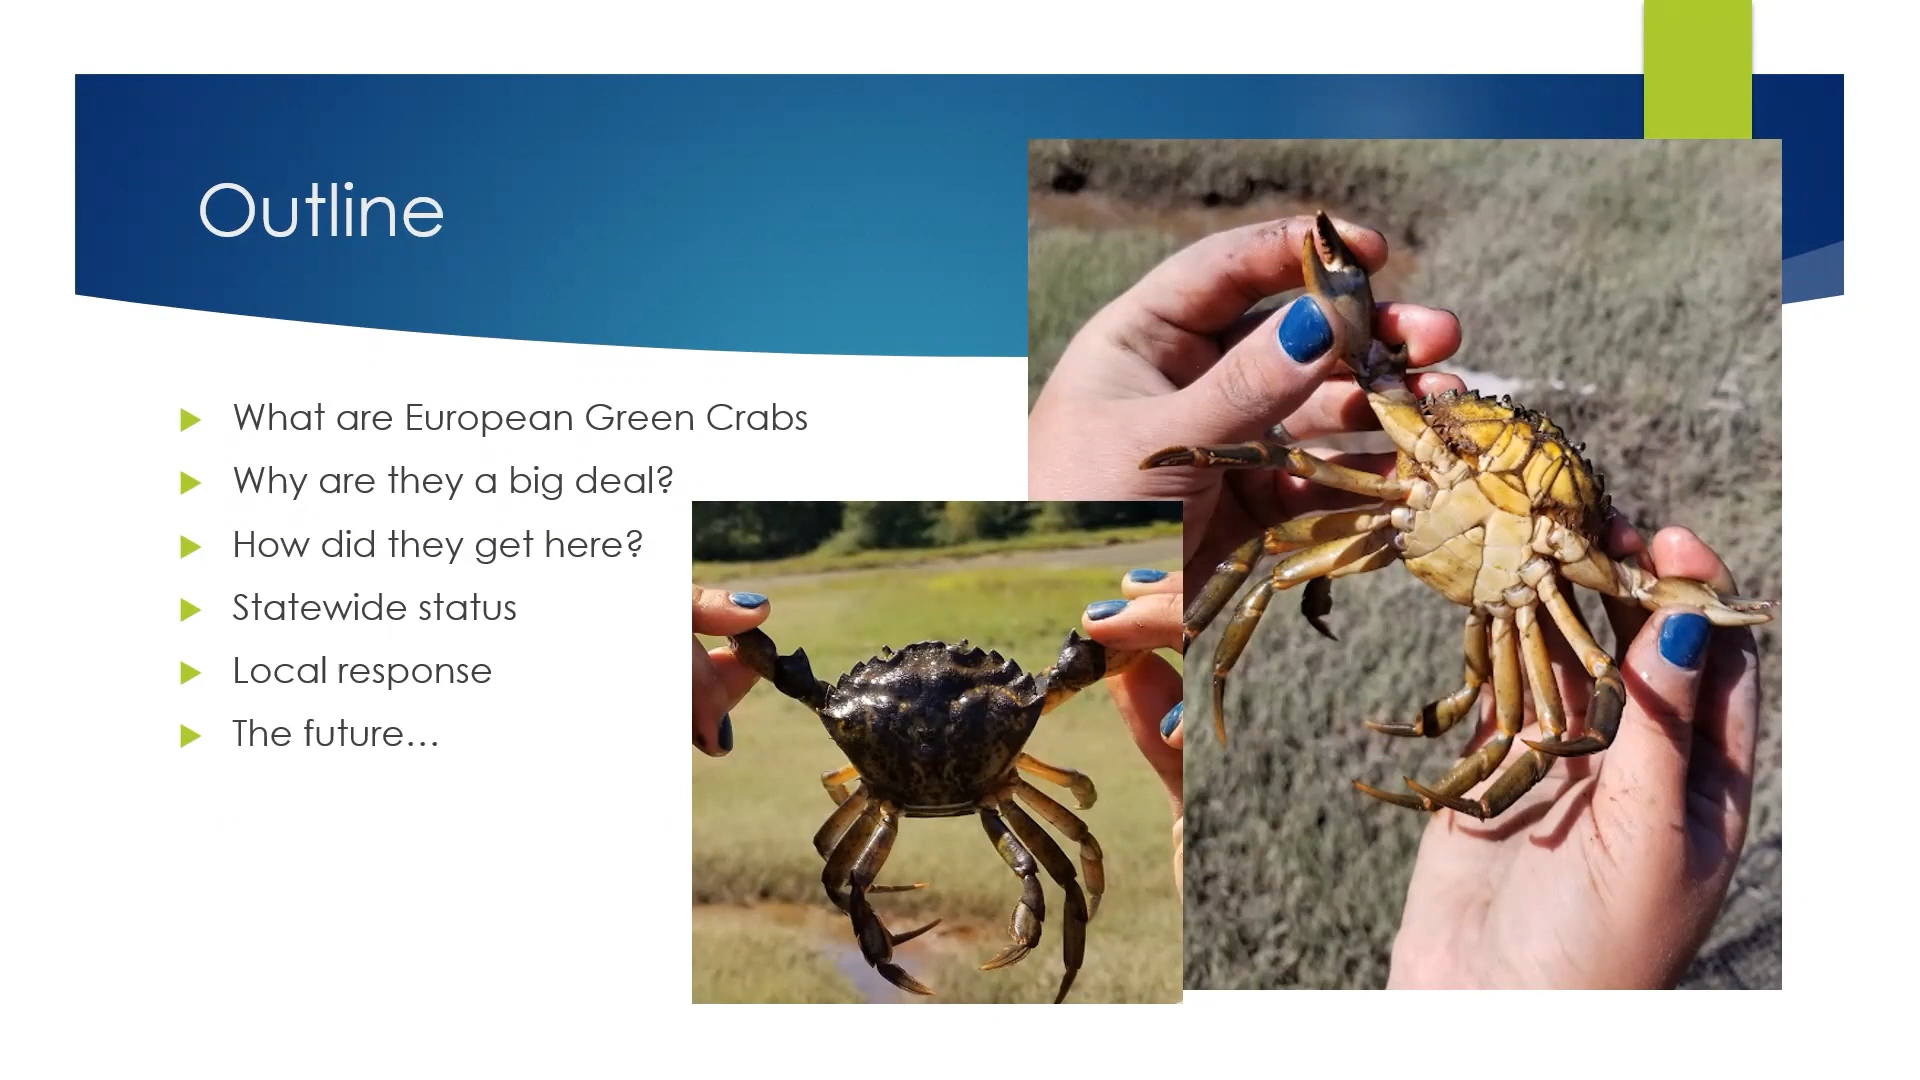 Outline
What are European Green Crabs
Why are they a big deal?
How did they get here?
Statewide status
Local response
The future…